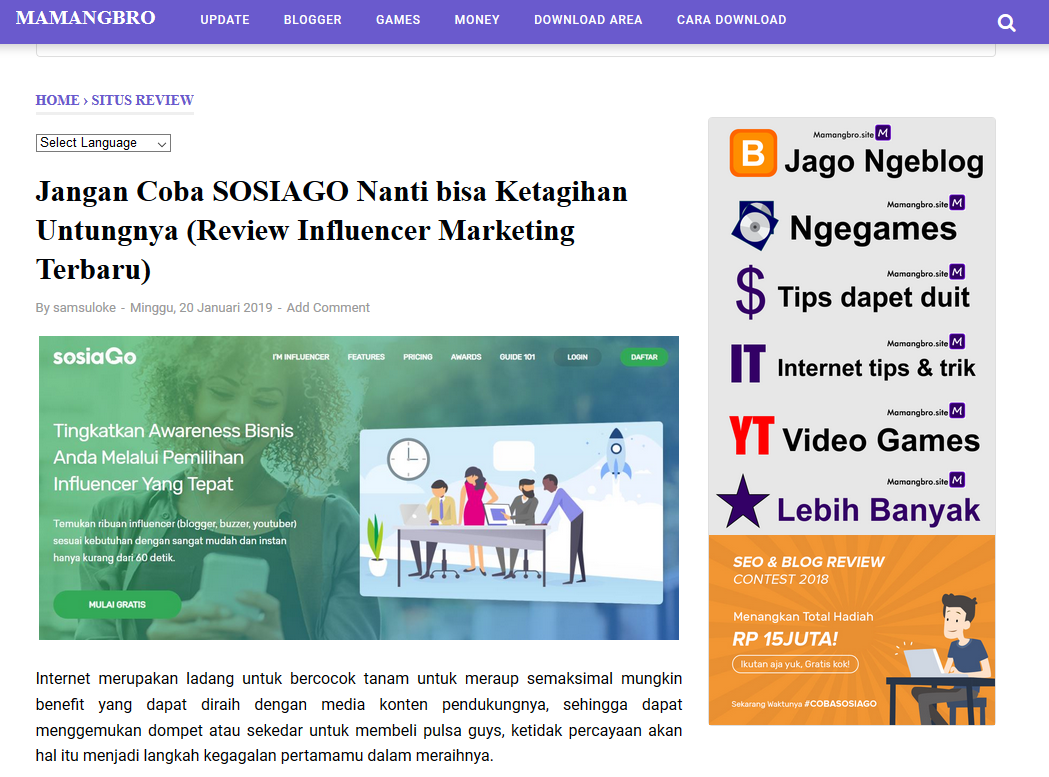 MAMANGBRO
UPDATE
BLOGGER
GAMES
MONEY
DOWNLOAD AREA
CARA DOWNLOAD
HOME › SITUS REVIEW
Select Language
Jangan Coba SOSIAGO Nanti bisa Ketagihan
Untungnya (Review Influencer Marketing
Terbaru)
By samsuloke - Minggu, 20 Januari 2019 - Add Comment
sosiaGo
I'M INFLUENCER
FEATURES
PRICING
AWARDS
GUIDE 101
LOGIN
DAFTAR
Tingkatkan Awareness Bisnis
Anda Melalui Pemilihan
Influencer Yang Tepat
Temukan ribuan influencer (blogger, buzzer, youtuber)
sesuai kebutuhan dengan sangat mudah dan instan
hanya kurang dari 60 detik.
MULAI GRATIS
Internet merupakan ladang untuk bercocok tanam untuk meraup semaksimal mungkin
benefit yang dapat diraih dengan media konten pendukungnya, sehingga dapat
menggemukan dompet atau sekedar untuk membeli pulsa guys, ketidak percayaan akan
hal itu menjadi langkah kegagalan pertamamu dalam meraihnya.
Mamangbro.site M
B Jago Ngeblog
Mamangbro.site M
Ngegames
Mamangbro.site M
$ Tips dapet duit
Mamangbro.site M
IT Internet tips & trik
Mamangbro.site M
YT Video Games
Mamangbro.site M
Lebih Banyak
SEO & BLOG REVIEW
CONTEST 2018
Menangkan Total Hadiah
RP 15JUTA!
Ikutan aja yuk, Gratis kok!
Sekarang Waktunya #COBASOSIAGO